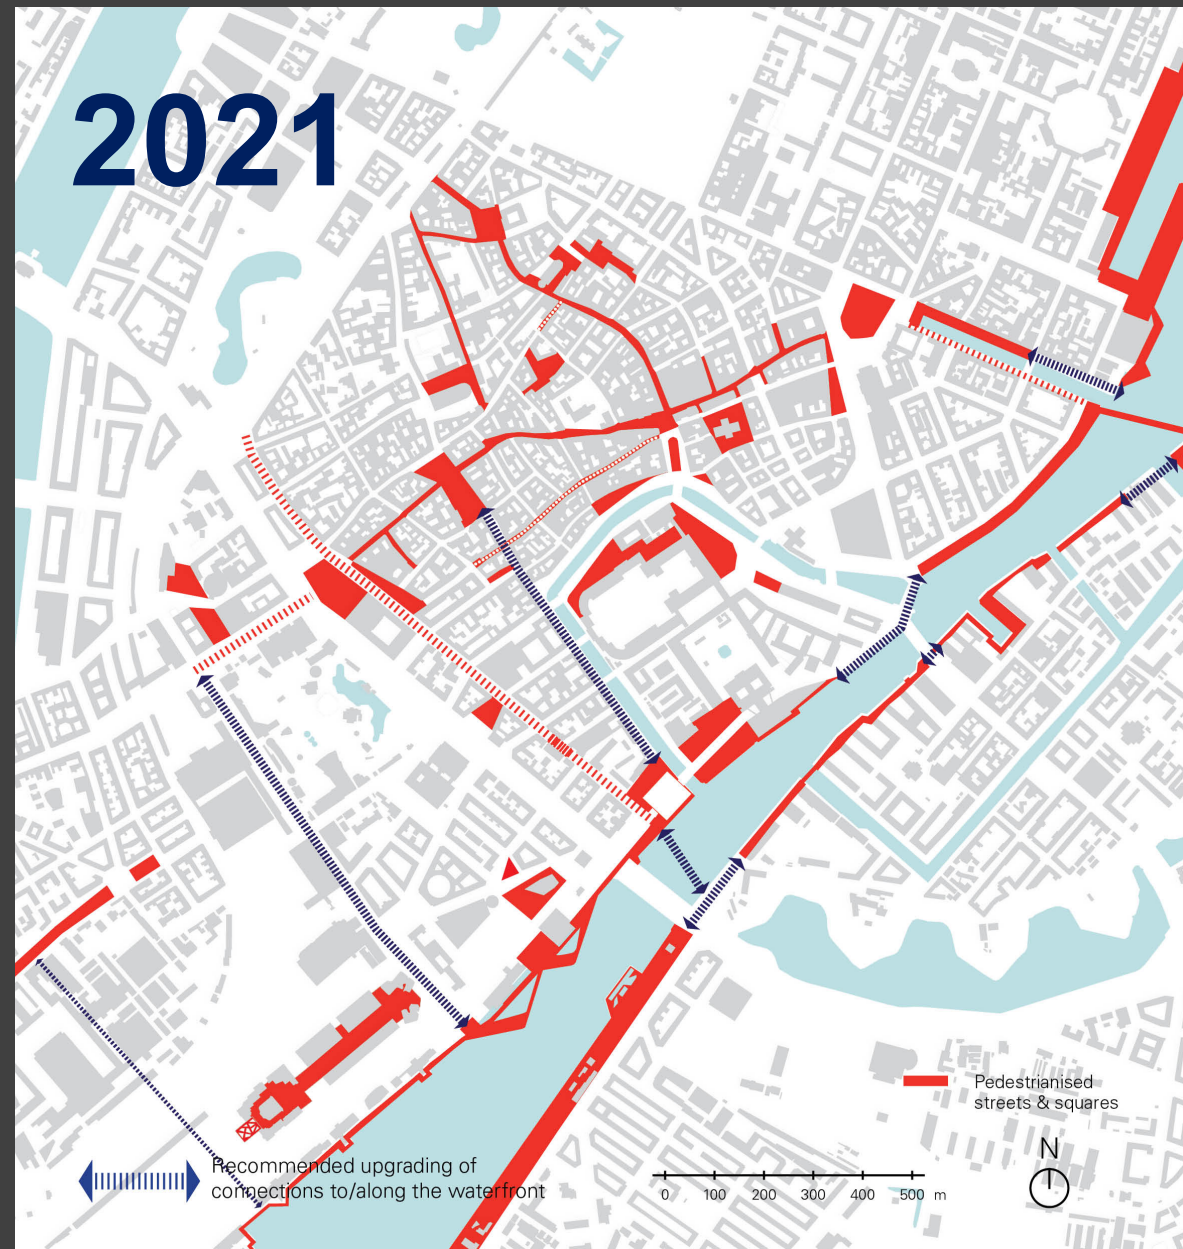 2021
Pedestrianised
streets & squares
N
Recommended upgrading of
connections to/along the waterfront
0 100 200 300 400 500 m